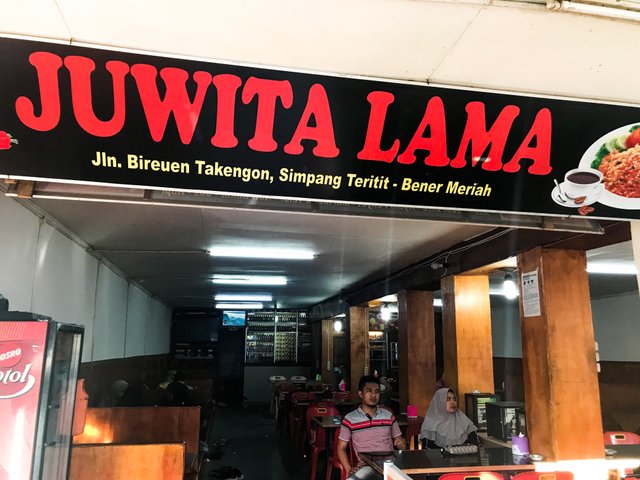 JUWITA LAMA
Jln. Bireuen Takengon, Simpang Teritit - Bener Meriah